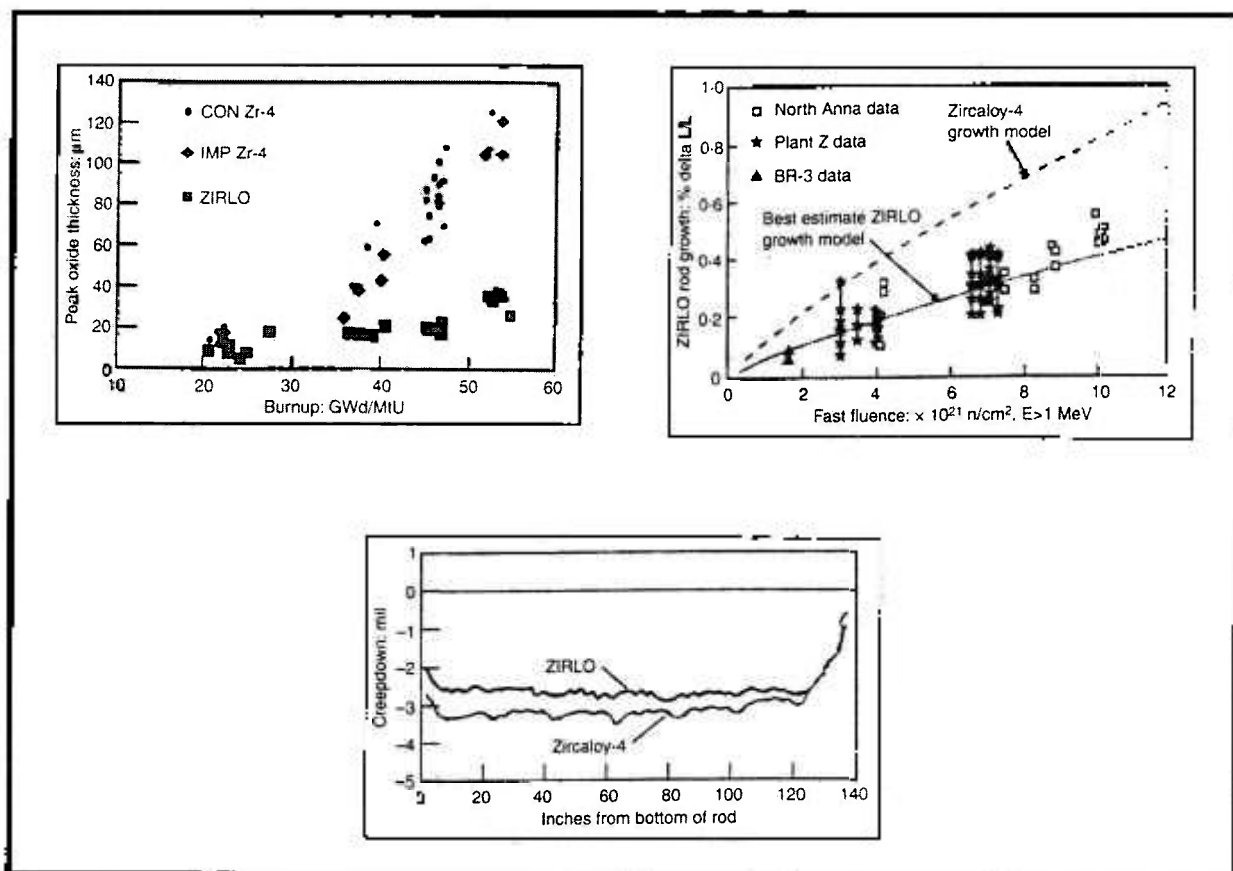 140
120
100
80
60
40
20
0
10
20
30
40
50
60
Peak oxide thickness: μm
Burnup: GWd/MtU
CON Zr-4
IMP Zr-4
ZIRLO
1·0
0·8
0·6
0·4
0·2
0
0
2
4
6
8
10
12
ZIRLO rod growth: % delta L/L
Fast fluence: × 10²¹ n/cm², E>1 MeV
North Anna data
Plant Z data
BR-3 data
Zircaloy-4
growth model
Best estimate ZIRLO
growth model
1
0
−1
−2
−3
−4
−5
20
40
60
80
100
120
140
Creepdown: mil
Inches from bottom of rod
ZIRLO
Zircaloy-4